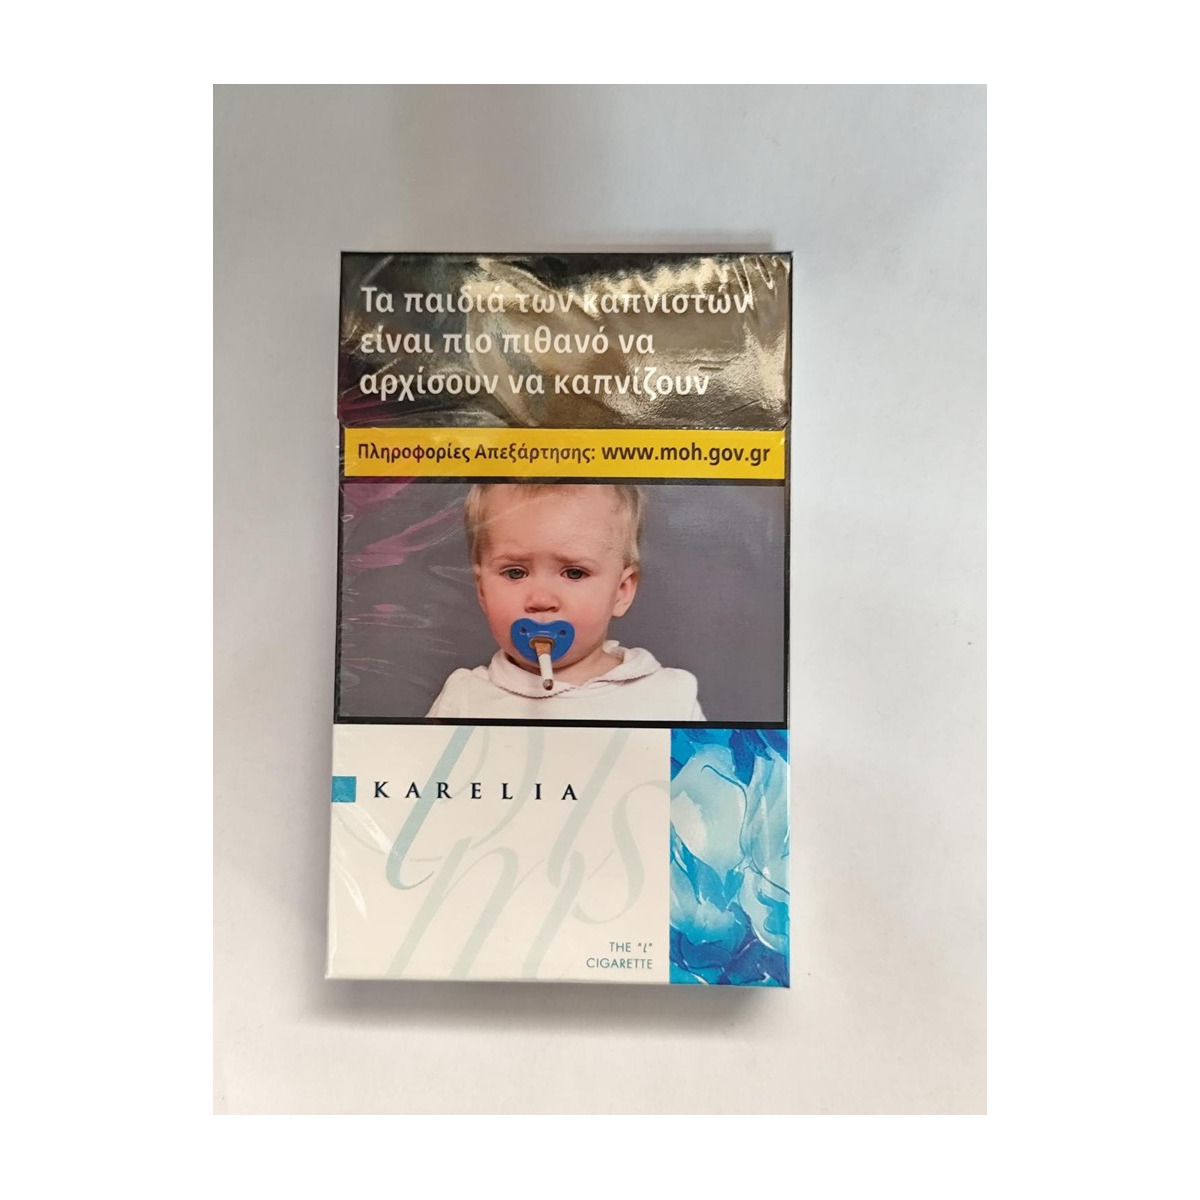 Τα παιδιά των καπνιστών
είναι πιο πιθανό να
αρχίσουν να καπνίζουν
Πληροφορίες Απεξάρτησης: www.moh.gov.gr
KARELIA
THE "L"
CIGARETTE